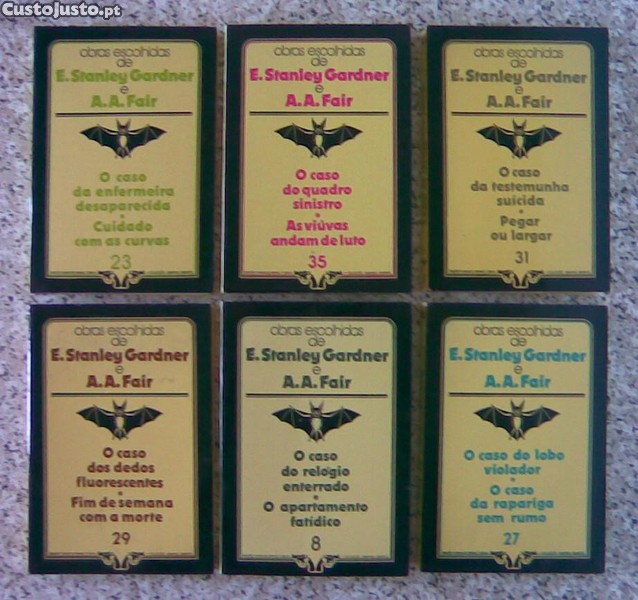 CustoJusto.pt
obras escolhidas
de
E. Stanley Gardner
e
A.A. Fair
O caso
da enfermeira
desaparecida
•
Cuidado
com as curvas
23
obras escolhidas
de
E. Stanley Gardner
e
A.A. Fair
O caso
do quadro
sinistro
•
As viúvas
andam de luto
35
obras escolhidas
de
E. Stanley Gardner
e
A.A. Fair
O caso
da testemunha
suicida
•
Pegar
ou largar
31
obras escolhidas
de
E. Stanley Gardner
e
A.A. Fair
O caso
dos dedos
fluorescentes
•
Fim de semana
com a morte
29
obras escolhidas
de
E. Stanley Gardner
e
A.A. Fair
O caso
do relógio
enterrado
•
O apartamento
fatídico
8
obras escolhidas
de
E. Stanley Gardner
e
A.A. Fair
O caso do lobo
violador
•
O caso
da rapariga
sem rumo
27